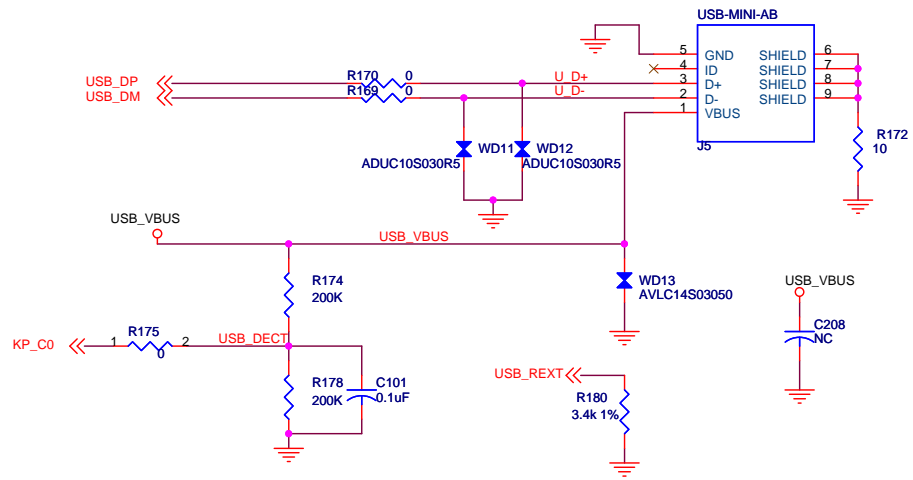 USB-MINI-AB
5 GND SHIELD 6
4 ID SHIELD 7
USB_DP R170 0 U_D+ 3 D+ SHIELD 8
USB_DM R169 0 U_D- 2 D- SHIELD 9
1 VBUS
J5
R172
10
WD11 WD12
ADUC10S030R5 ADUC10S030R5
USB_VBUS
USB_VBUS
R174
200K
WD13
AVLC14S03050
USB_VBUS
KP_C0 1 R175 2 USB_DECT
0
C208
NC
R178
200K
C101
0.1uF
USB_REXT
R180
3.4k 1%